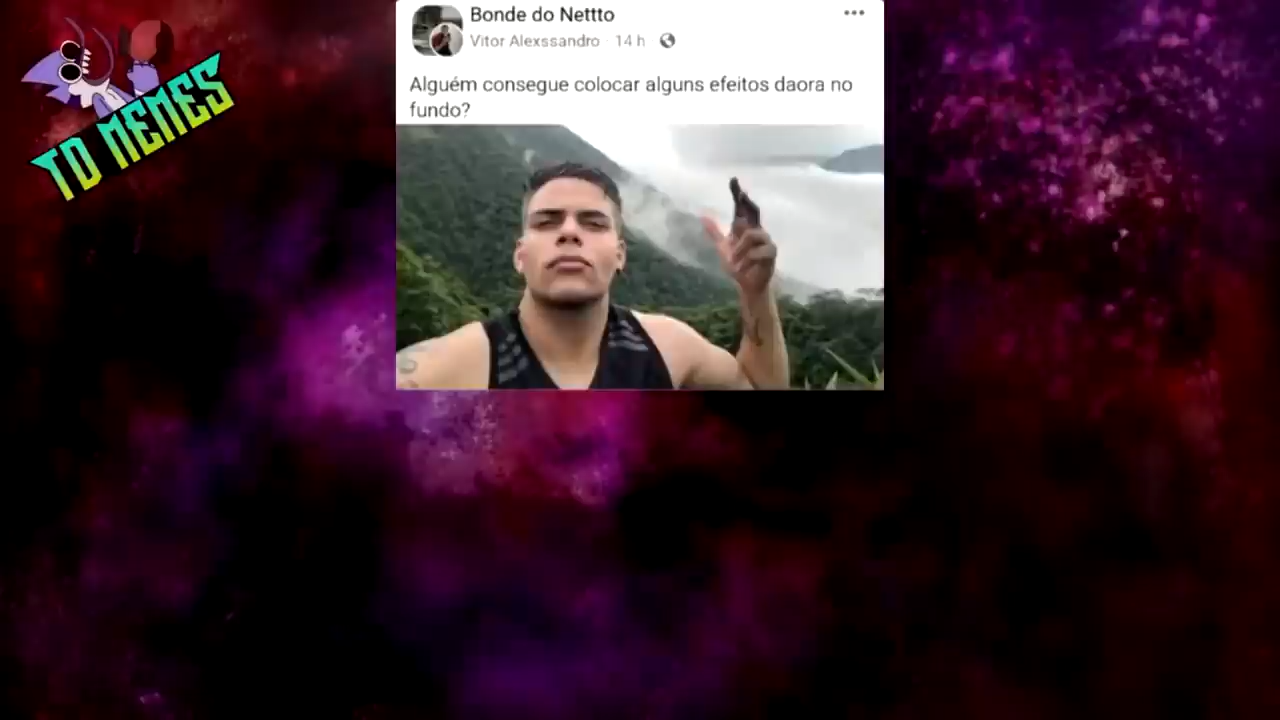 TD MEMES
Bonde do Nettto
Vitor Alexssandro · 14 h
Alguém consegue colocar alguns efeitos daora no
fundo?